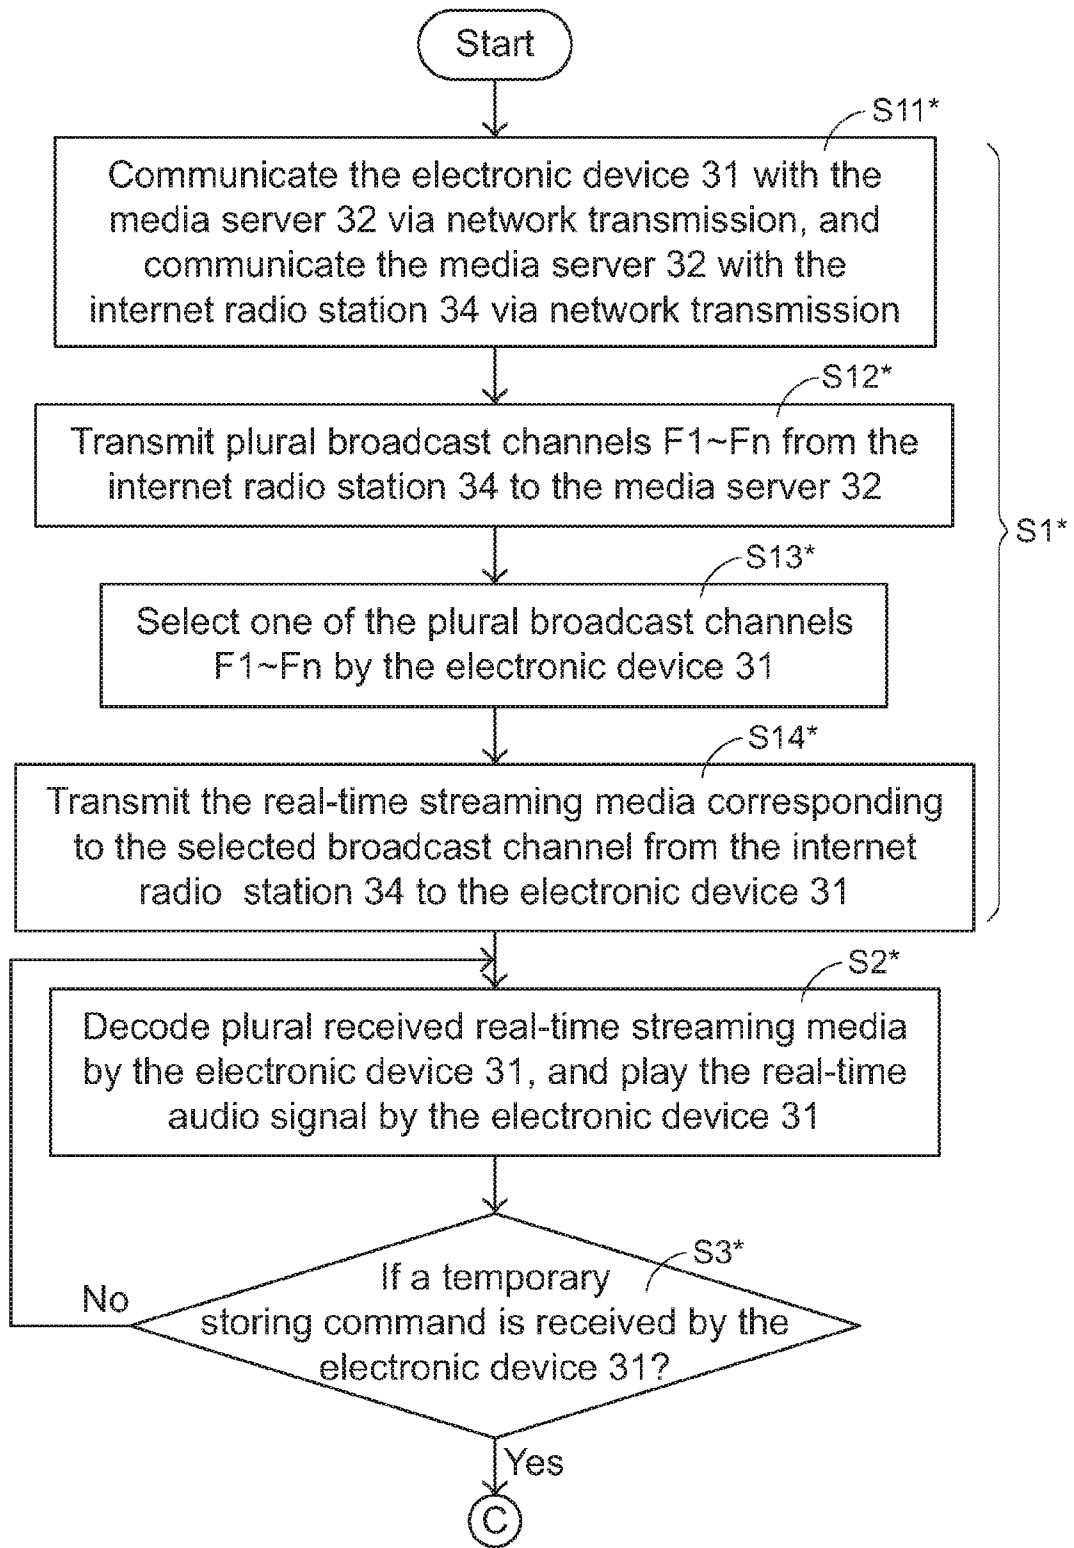 Start
S11*
Communicate the electronic device 31 with the
media server 32 via network transmission, and
communicate the media server 32 with the
internet radio station 34 via network transmission
S12*
Transmit plural broadcast channels F1~Fn from the
internet radio station 34 to the media server 32
S1*
S13*
Select one of the plural broadcast channels
F1~Fn by the electronic device 31
S14*
Transmit the real-time streaming media corresponding
to the selected broadcast channel from the internet
radio station 34 to the electronic device 31
S2*
Decode plural received real-time streaming media
by the electronic device 31, and play the real-time
audio signal by the electronic device 31
S3*
If a temporary
storing command is received by the
electronic device 31?
No
Yes
C